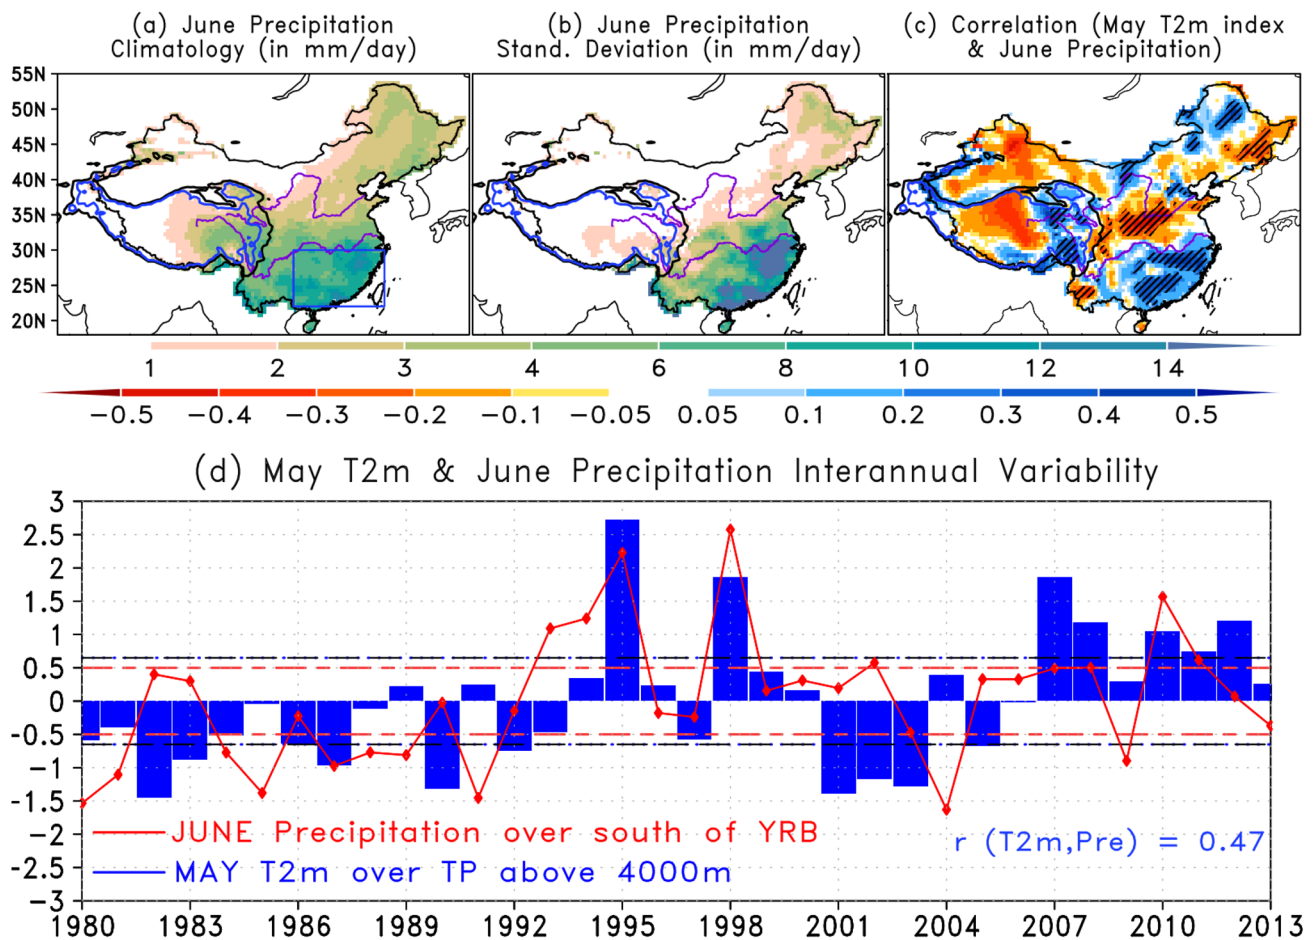 (a) June Precipitation
Climatology (in mm/day)
(b) June Precipitation
Stand. Deviation (in mm/day)
(c) Correlation (May T2m index
& June Precipitation)
55N
50N
45N
40N
35N
30N
25N
20N
1 2 3 4 6 8 10 12 14
−0.5 −0.4 −0.3 −0.2 −0.1 −0.05 0.05 0.1 0.2 0.3 0.4 0.5
(d) May T2m & June Precipitation Interannual Variability
3
2.5
2
1.5
1
0.5
0
-0.5
-1
-1.5
-2
-2.5
-3
JUNE Precipitation over south of YRB
MAY T2m over TP above 4000m
r (T2m,Pre) = 0.47
1980 1983 1986 1989 1992 1995 1998 2001 2004 2007 2010 2013